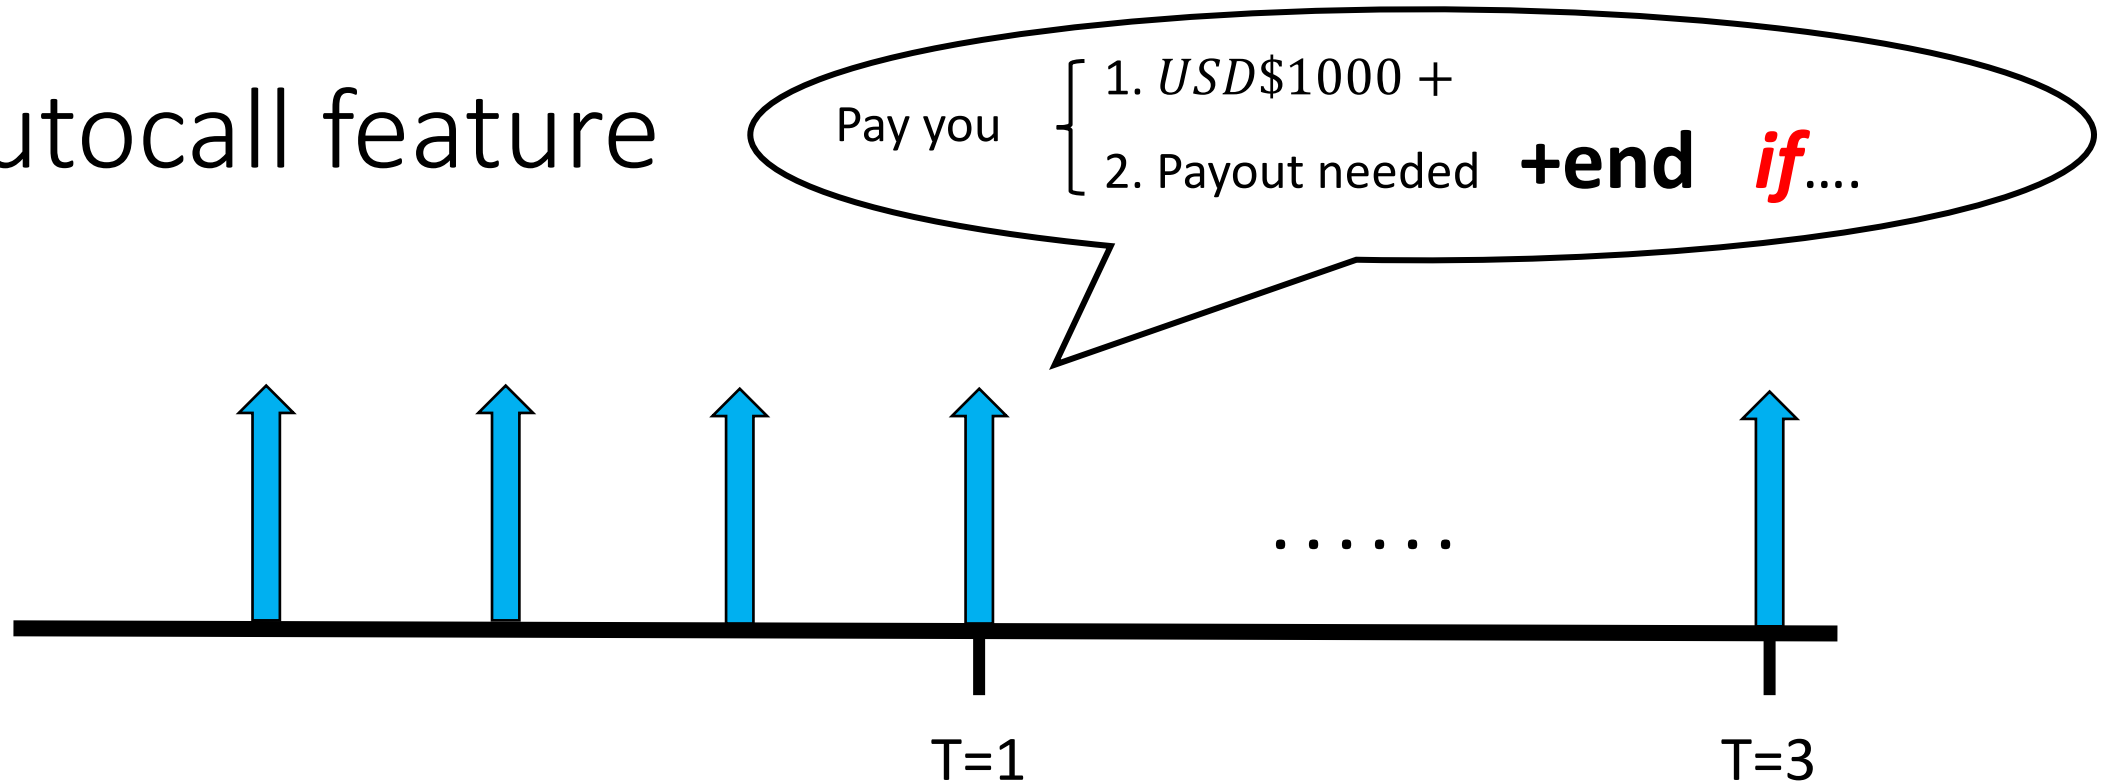 utocall feature
Pay you
1. USD$1000 +
2. Payout needed +end if....
......
T=1
T=3